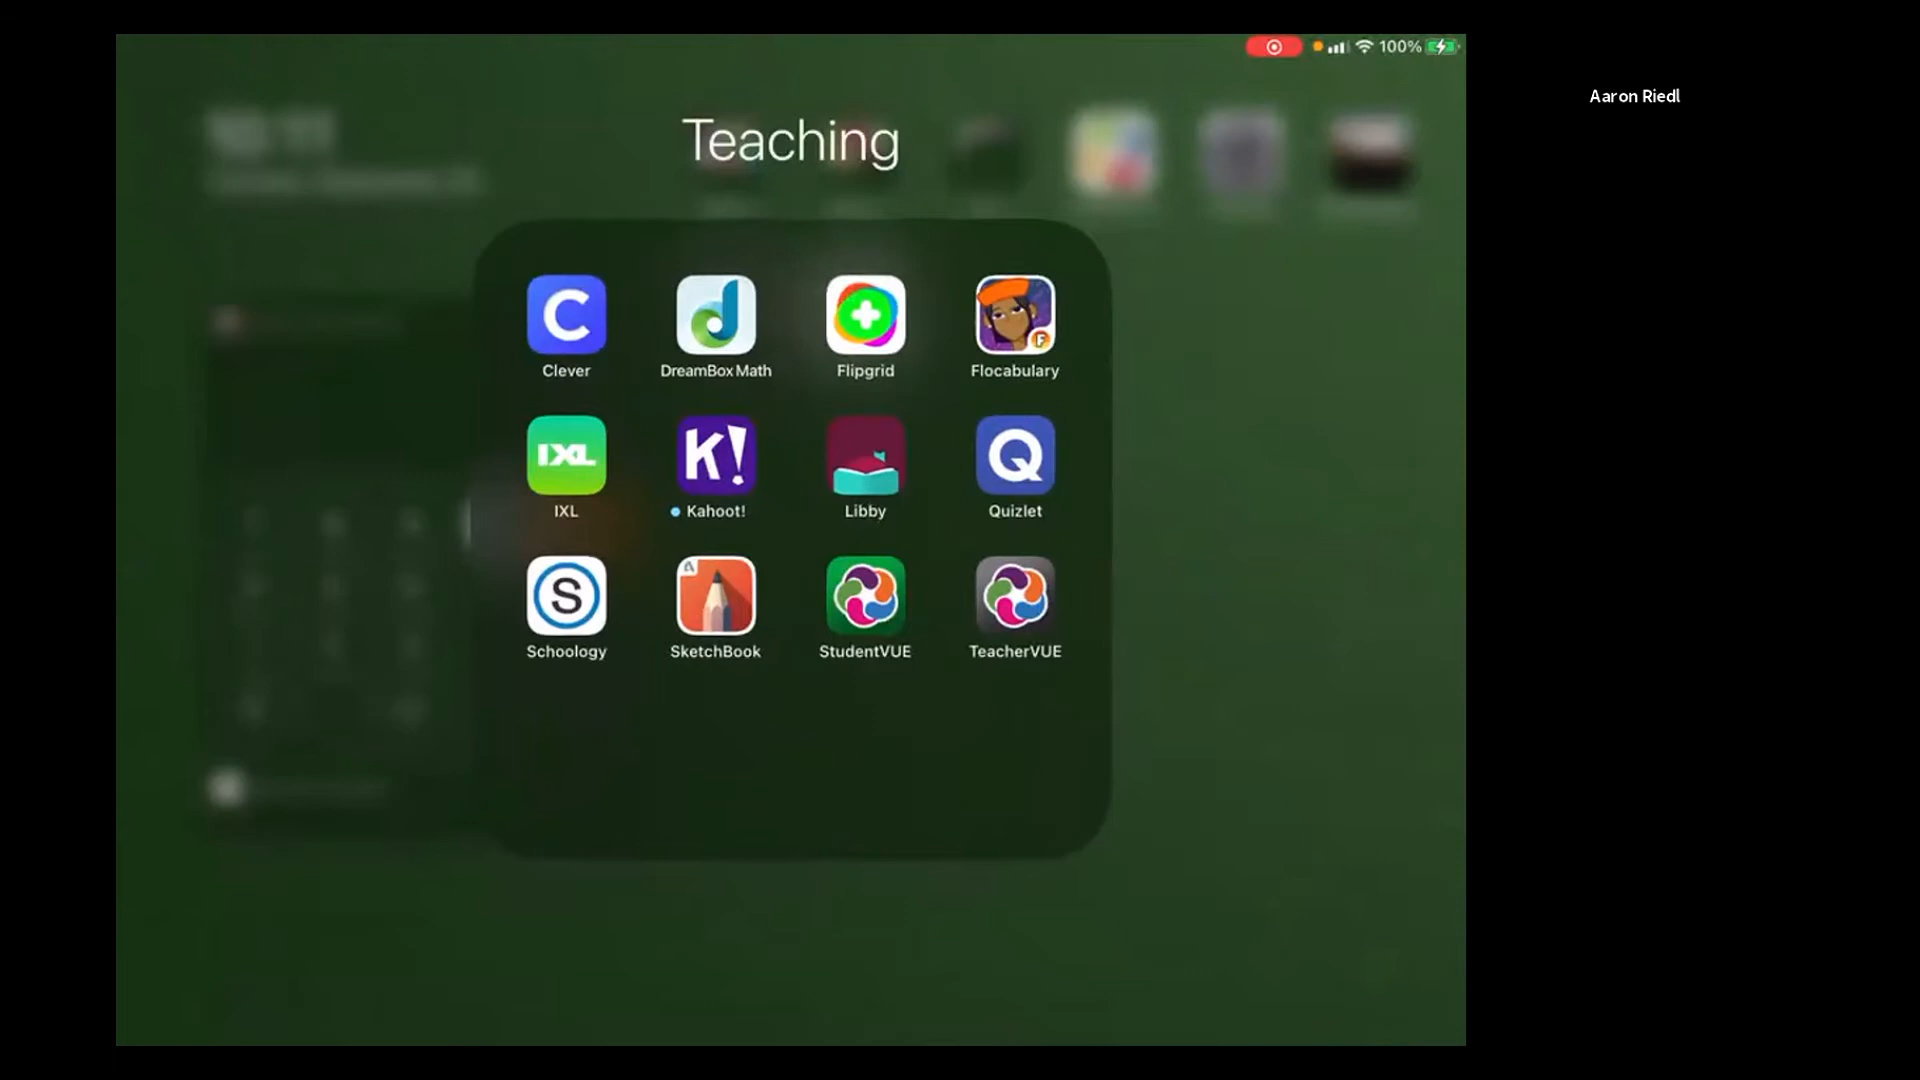 100%
Aaron Riedl
Teaching
C
d
F
Clever
DreamBox Math
Flipgrid
Flocabulary
IXL
K!
Q
IXL
Kahoot!
Libby
Quizlet
S
Schoology
SketchBook
StudentVUE
TeacherVUE